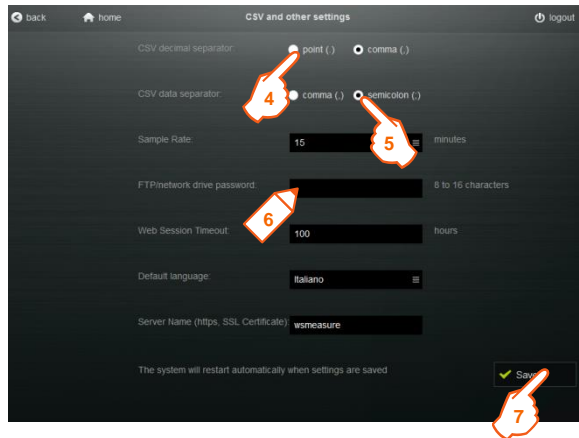 back home CSV and other settings logout
CSV decimal separator: point (.) comma (,)
4
CSV data separator: comma (,) semicolon (;)
5
Sample Rate: 15 minutes
FTP/network drive password: 8 to 16 characters
6
Web Session Timeout: 100 hours
Default language: Italiano
Server Name (https, SSL Certificate): wsmeasure
The system will restart automatically when settings are saved Save
7